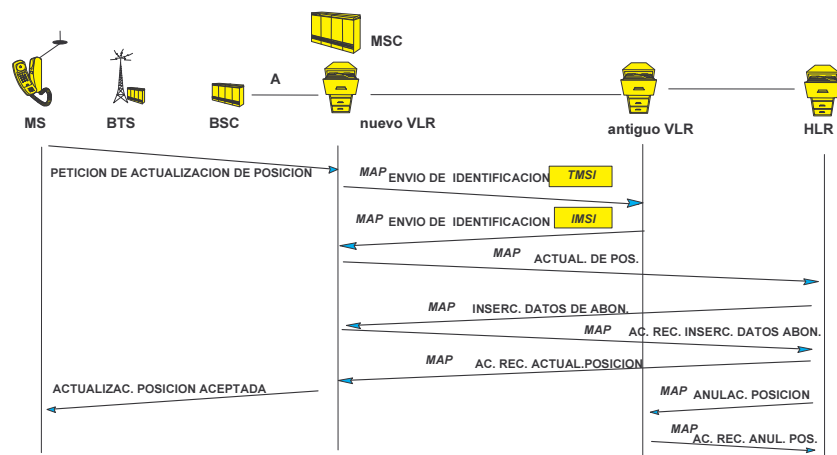 MSC
A
MS
BTS
BSC
nuevo VLR
antiguo VLR
HLR
PETICION DE ACTUALIZACION DE POSICION
MAP ENVIO DE IDENTIFICACION TMSI
MAP ENVIO DE IDENTIFICACION IMSI
MAP ACTUAL. DE POS.
MAP INSERC. DATOS DE ABON.
MAP AC. REC. INSERC. DATOS ABON.
MAP AC. REC. ACTUAL.POSICION
ACTUALIZAC. POSICION ACEPTADA
MAP ANULAC. POSICION
MAP AC. REC. ANUL. POS.